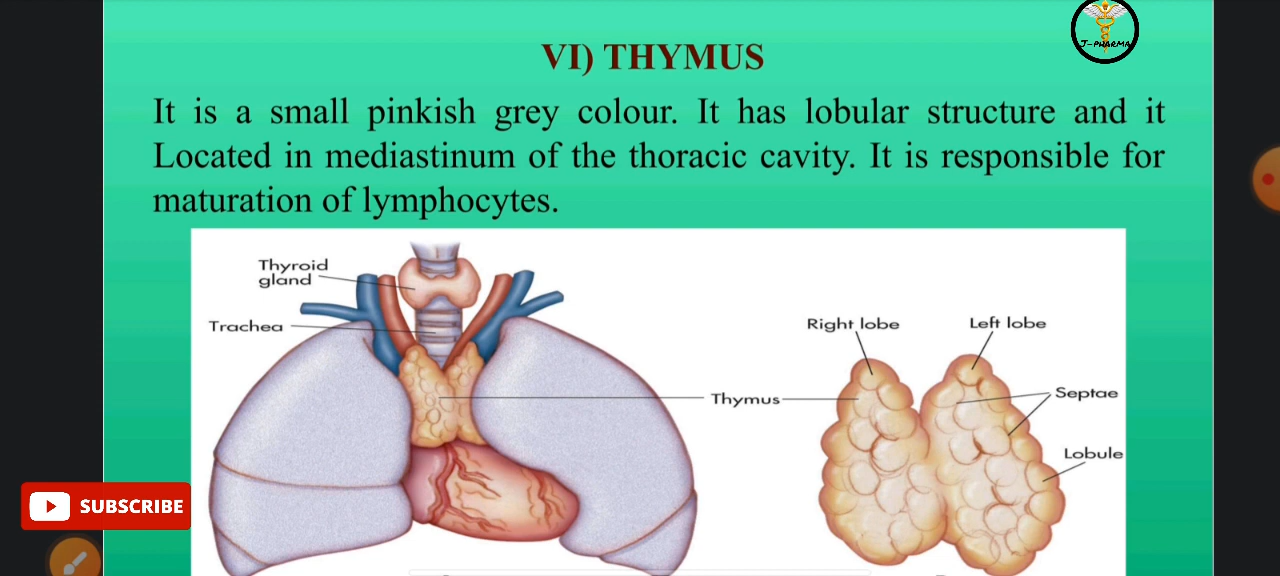 J-PHARMA
VI) THYMUS
It is a small pinkish grey colour. It has lobular structure and it
Located in mediastinum of the thoracic cavity. It is responsible for
maturation of lymphocytes.
Thyroid
gland
Trachea
Right lobe
Left lobe
Thymus
Septae
Lobule
SUBSCRIBE